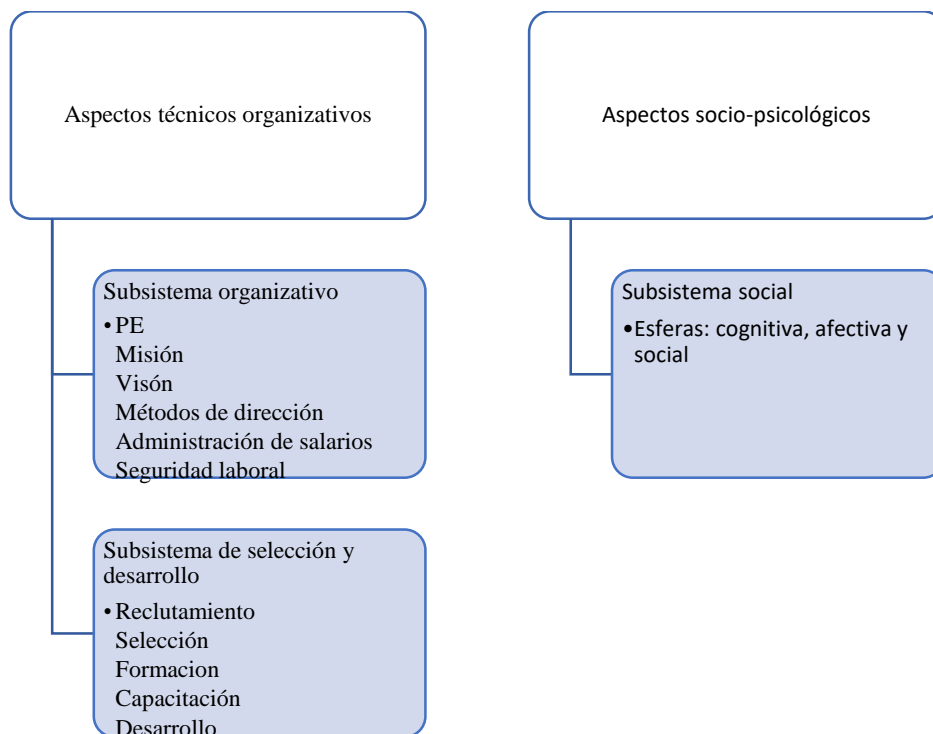 Aspectos técnicos organizativos
Subsistema organizativo
•PE
Misión
Visón
Métodos de dirección
Administración de salarios
Seguridad laboral
Subsistema de selección y
desarrollo
•Reclutamiento
Selección
Formacion
Capacitación
Desarrollo
Aspectos socio-psicológicos
Subsistema social
•Esferas: cognitiva, afectiva y
social